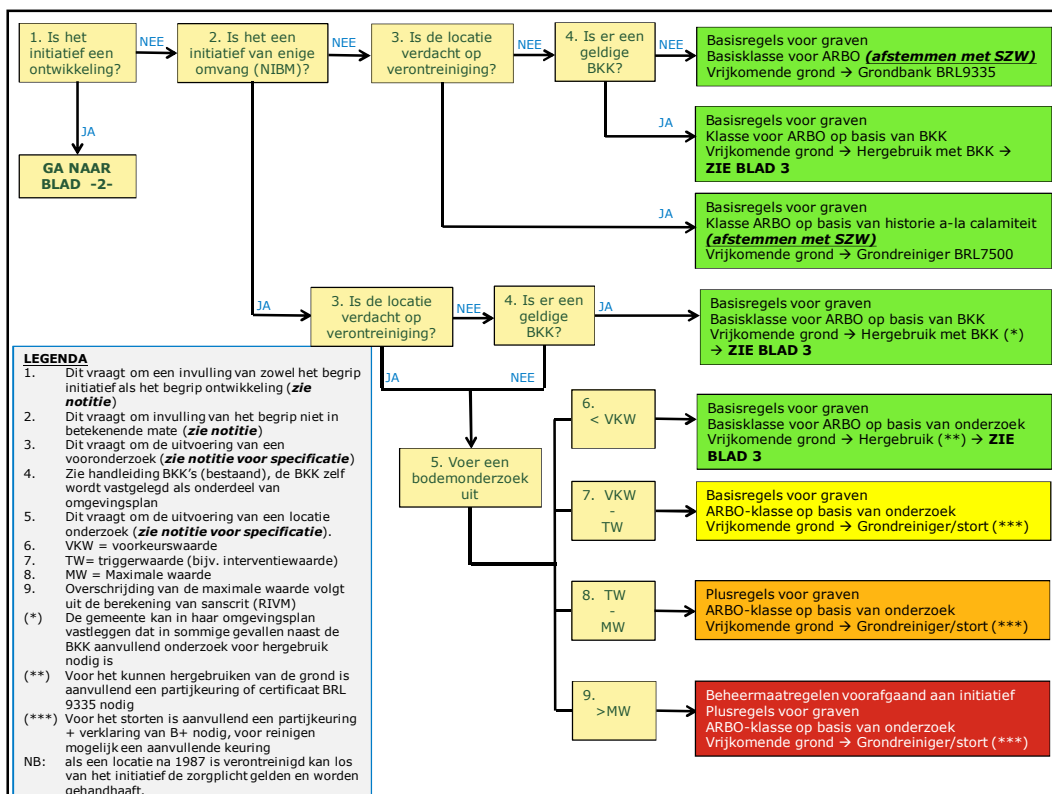 1. Is het
initiatief een
ontwikkeling?
NEE
2. Is het een
initiatief van enige
omvang (NIBM)?
NEE
3. Is de locatie
verdacht op
verontreiniging?
NEE
4. Is er een
geldige
BKK?
NEE
Basisregels voor graven
Basisklasse voor ARBO (afstemmen met SZW)
Vrijkomende grond → Grondbank BRL9335
JA
GA NAAR
BLAD -2-
JA
Basisregels voor graven
Klasse voor ARBO op basis van BKK
Vrijkomende grond → Hergebruik met BKK →
ZIE BLAD 3
JA
Basisregels voor graven
Klasse ARBO op basis van historie a-la calamiteit
(afstemmen met SZW)
Vrijkomende grond → Grondreiniger BRL7500
JA
3. Is de locatie
verdacht op
verontreiniging?
NEE
4. Is er een
geldige
BKK?
JA
Basisregels voor graven
Basisklasse voor ARBO op basis van BKK
Vrijkomende grond → Hergebruik met BKK (*)
→ ZIE BLAD 3
JA
NEE
5. Voer een
bodemonderzoek
uit
6.
< VKW
Basisregels voor graven
Basisklasse voor ARBO op basis van onderzoek
Vrijkomende grond → Hergebruik (**) → ZIE
BLAD 3
7. VKW
-
TW
Basisregels voor graven
ARBO-klasse op basis van onderzoek
Vrijkomende grond → Grondreiniger/stort (***)
8. TW
-
MW
Plusregels voor graven
ARBO-klasse op basis van onderzoek
Vrijkomende grond → Grondreiniger/stort (***)
9.
>MW
Beheermaatregelen voorafgaand aan initiatief
Plusregels voor graven
ARBO-klasse op basis van onderzoek
Vrijkomende grond → Grondreiniger/stort (***)
LEGENDA
1. Dit vraagt om een invulling van zowel het begrip
initiatief als het begrip ontwikkeling (zie
notitie)
2. Dit vraagt om invulling van het begrip niet in
betekenende mate (zie notitie)
3. Dit vraagt om de uitvoering van een
vooronderzoek (zie notitie voor specificatie)
4. Zie handleiding BKK's (bestaand), de BKK zelf
wordt vastgelegd als onderdeel van
omgevingsplan
5. Dit vraagt om de uitvoering van een locatie
onderzoek (zie notitie voor specificatie).
6. VKW = voorkeurswaarde
7. TW= triggerwaarde (bijv. interventiewaarde)
8. MW = Maximale waarde
9. Overschrijding van de maximale waarde volgt
uit de berekening van sanscrit (RIVM)
(*) De gemeente kan in haar omgevingsplan
vastleggen dat in sommige gevallen naast de
BKK aanvullend onderzoek voor hergebruik
nodig is
(**) Voor het kunnen hergebruiken van de grond is
aanvullend een partijkeuring of certificaat BRL
9335 nodig
(***) Voor het storten is aanvullend een partijkeuring
+ verklaring van B+ nodig, voor reinigen
mogelijk een aanvullende keuring
NB: als een locatie na 1987 is verontreinigd kan los
van het initiatief de zorgplicht gelden en worden
gehandhaaft.